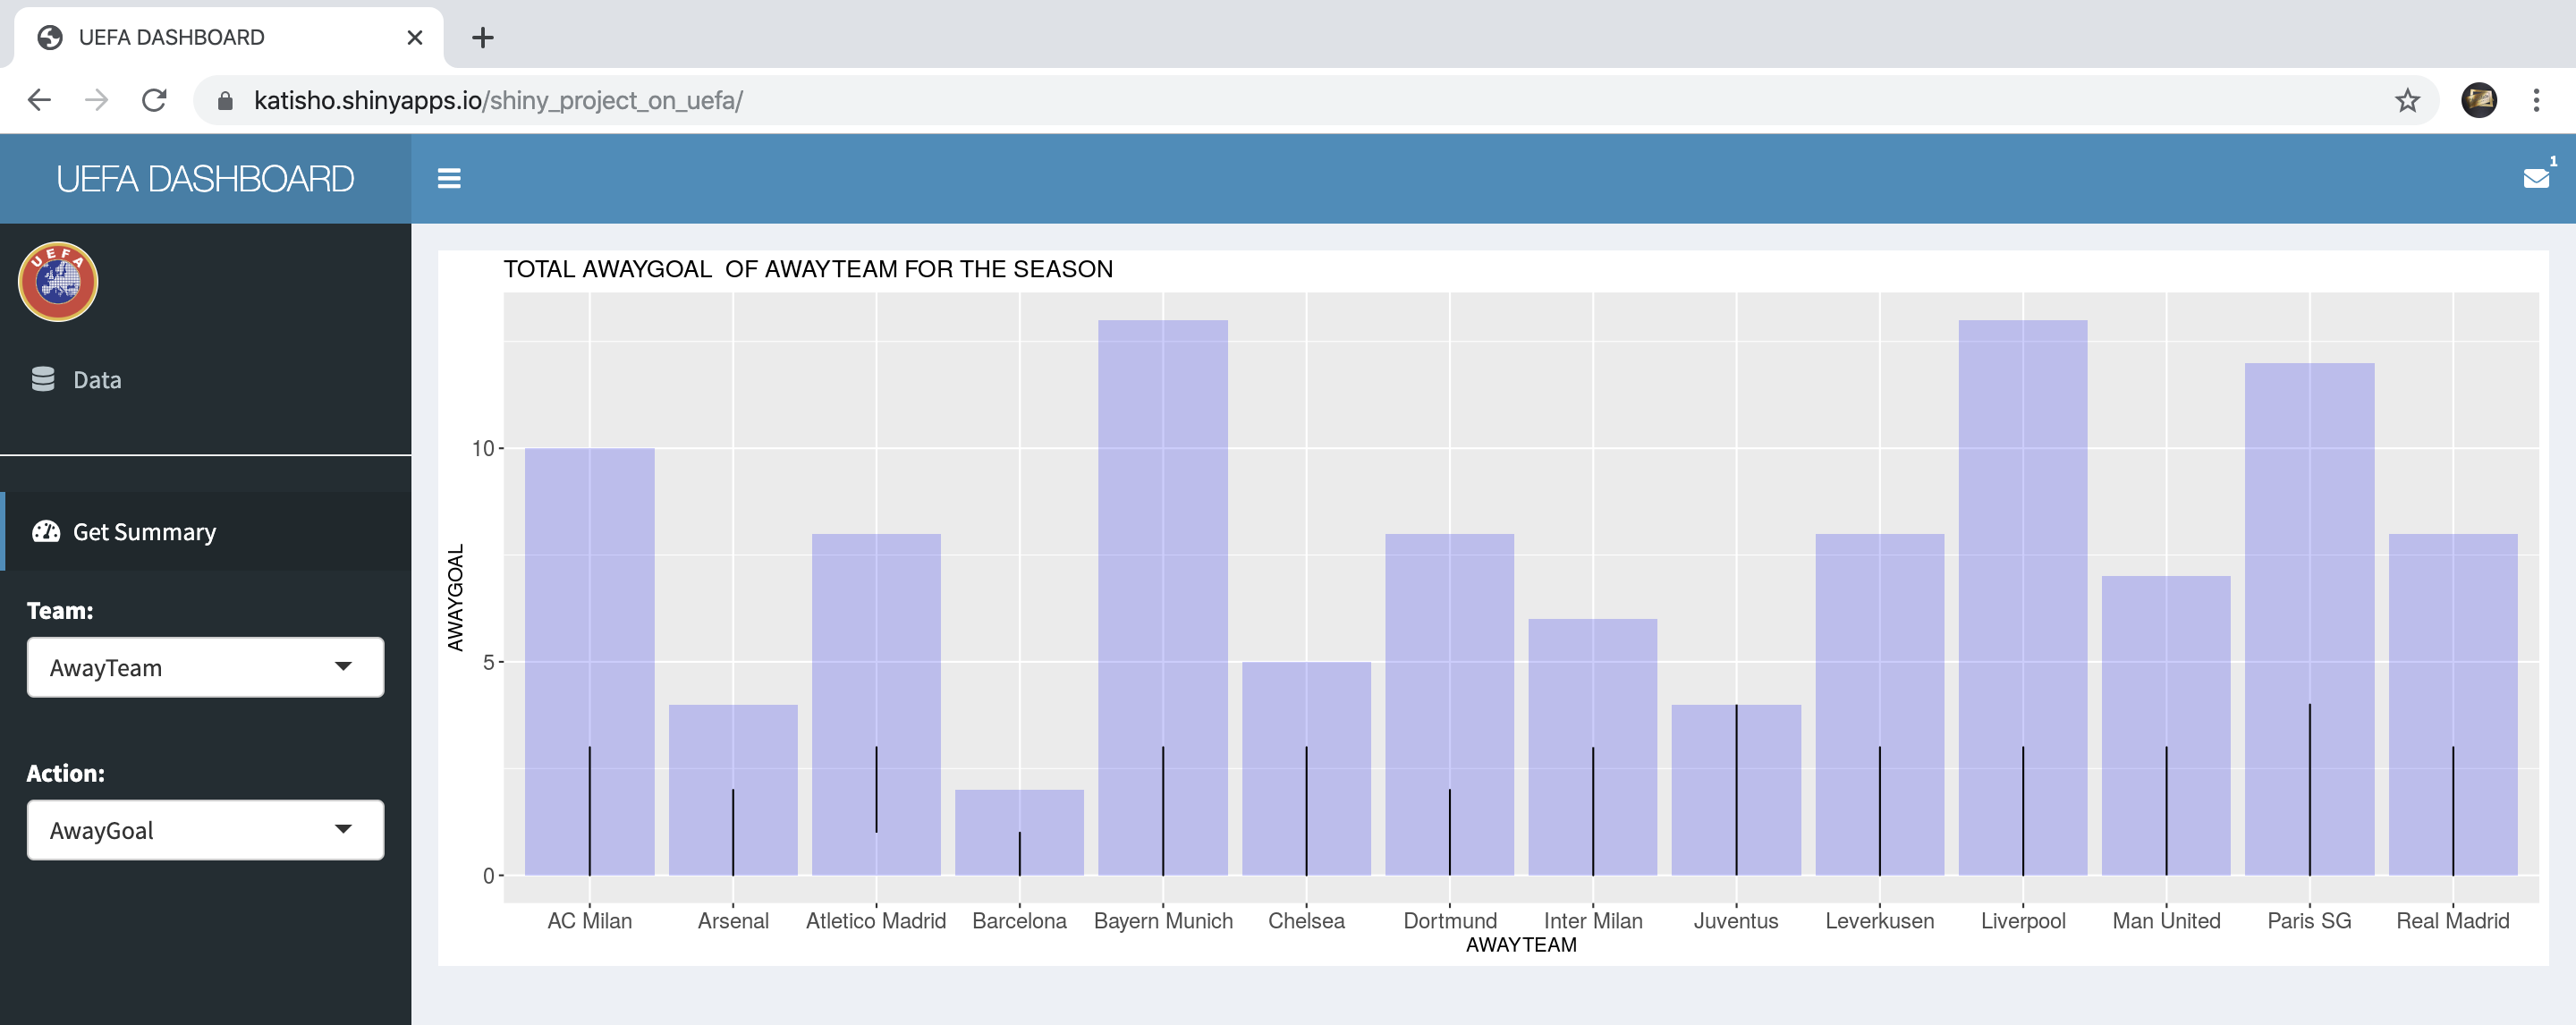 UEFA DASHBOARD
katisho.shinyapps.io/shiny_project_on_uefa/
UEFA DASHBOARD
1
UEFA
Data
Get Summary
Team:
AwayTeam
Action:
AwayGoal
TOTAL AWAYGOAL  OF AWAYTEAM FOR THE SEASON
AWAYGOAL
10
5
0
AC Milan Arsenal Atletico Madrid Barcelona Bayern Munich Chelsea Dortmund Inter Milan Juventus Leverkusen Liverpool Man United Paris SG Real Madrid
AWAYTEAM